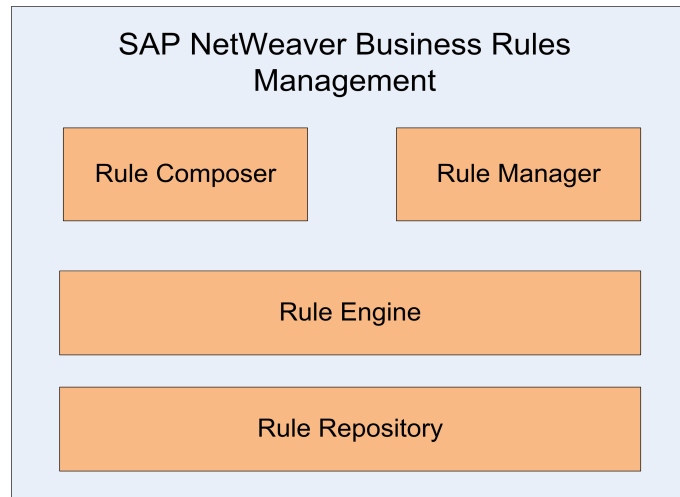 SAP NetWeaver Business Rules
Management
Rule Composer
Rule Manager
Rule Engine
Rule Repository